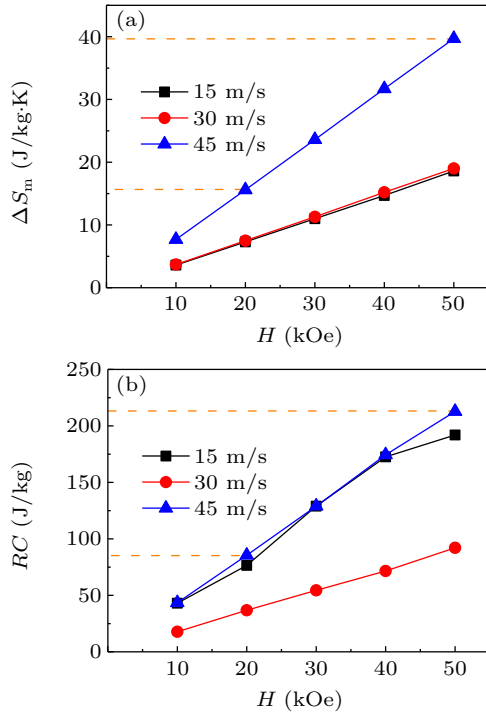 (a)
40
30
20
10
0
ΔSm (J/kg·K)
15 m/s
30 m/s
45 m/s
10 20 30 40 50
H (kOe)
(b)
250
200
150
100
50
0
RC (J/kg)
15 m/s
30 m/s
45 m/s
10 20 30 40 50
H (kOe)